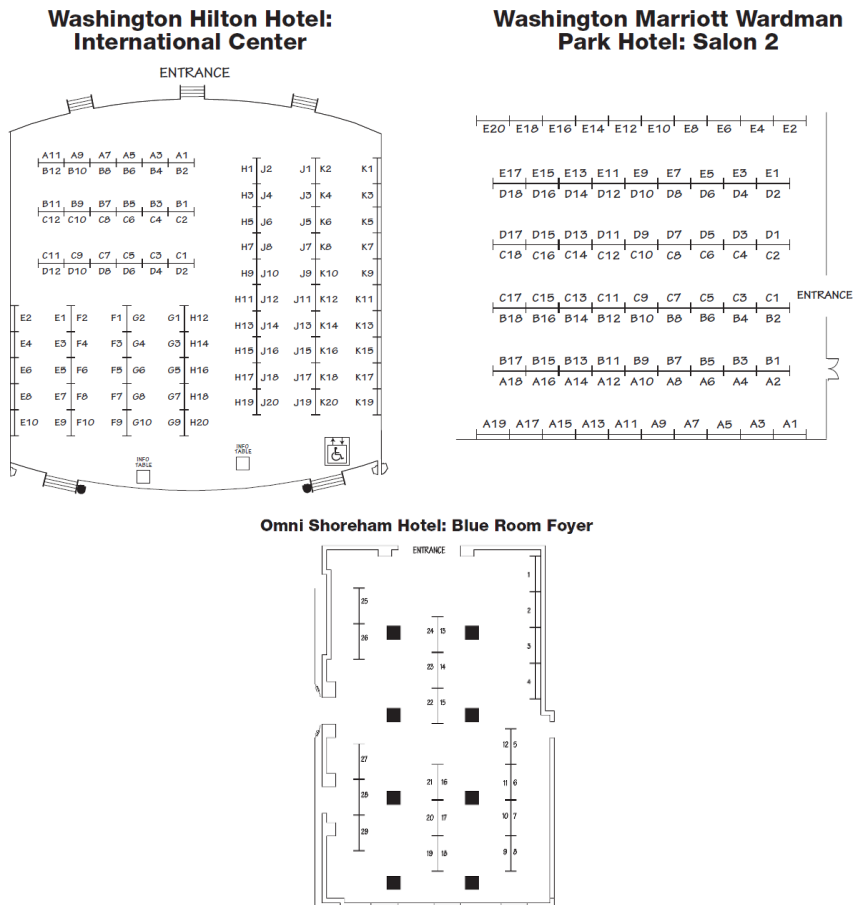 Washington Hilton Hotel:
International Center
ENTRANCE
A11 A9 A7 A5 A3 A1
B12 B10 B8 B6 B4 B2
B11 B9 B7 B5 B3 B1
C12 C10 C8 C6 C4 C2
C11 C9 C7 C5 C3 C1
D12 D10 D8 D6 D4 D2
H1 J2 J1 K2 K1
H3 J4 J3 K4 K3
H5 J6 J5 K6 K5
H7 J8 J7 K8 K7
H9 J10 J9 K10 K9
H11 J12 J11 K12 K11
H13 J14 J13 K14 K13
H15 J16 J15 K16 K15
H17 J18 J17 K18 K17
H19 J20 J19 K20 K19
E2 E1 F2 F1 G2 G1 H12
E4 E3 F4 F3 G4 G3 H14
E6 E5 F6 F5 G6 G5 H16
E8 E7 F8 F7 G8 G7 H18
E10 E9 F10 F9 G10 G9 H20
INFO
TABLE
INFO
TABLE
Washington Marriott Wardman
Park Hotel: Salon 2
E20 E18 E16 E14 E12 E10 E8 E6 E4 E2
E17 E15 E13 E11 E9 E7 E5 E3 E1
D18 D16 D14 D12 D10 D8 D6 D4 D2
D17 D15 D13 D11 D9 D7 D5 D3 D1
C18 C16 C14 C12 C10 C8 C6 C4 C2
ENTRANCE
C17 C15 C13 C11 C9 C7 C5 C3 C1
B18 B16 B14 B12 B10 B8 B6 B4 B2
B17 B15 B13 B11 B9 B7 B5 B3 B1
A18 A16 A14 A12 A10 A8 A6 A4 A2
A19 A17 A15 A13 A11 A9 A7 A5 A3 A1
Omni Shoreham Hotel: Blue Room Foyer
ENTRANCE
1
25
2
26 24 13
3
23 14
4
22 15
12 5
27
21 16 11 6
28
20 17 10 7
29
19 18 9 8